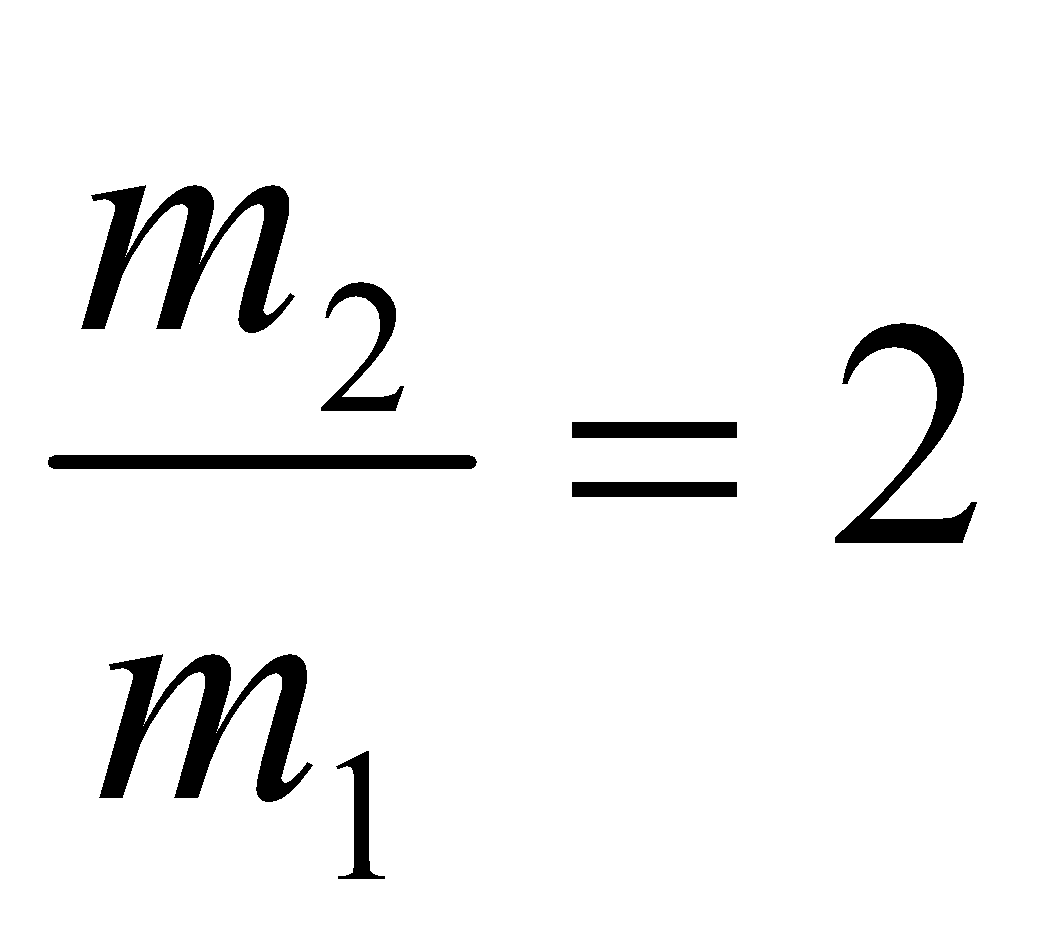 m₂/m₁ = 2